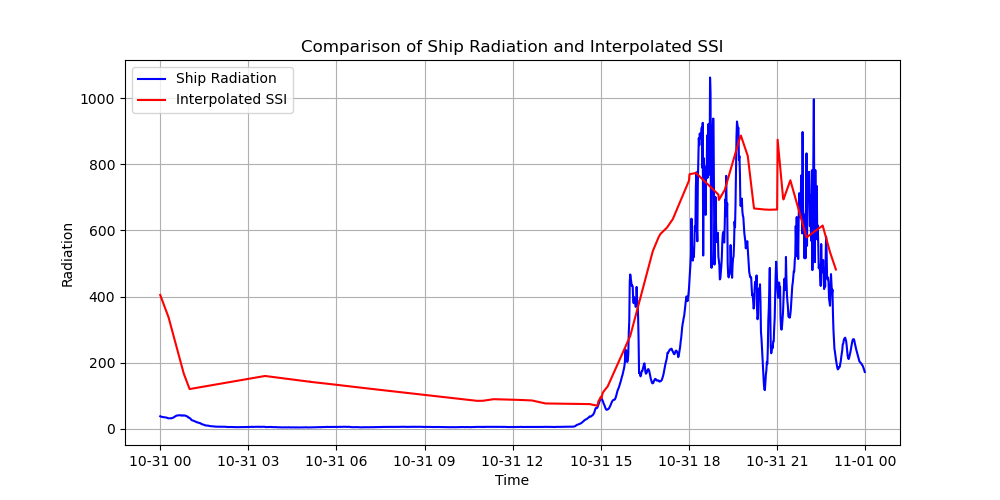 Comparison of Ship Radiation and Interpolated SSI
Ship Radiation
Interpolated SSI
1000
800
600
400
200
0
Radiation
10-31 00 10-31 03 10-31 06 10-31 09 10-31 12 10-31 15 10-31 18 10-31 21 11-01 00
Time